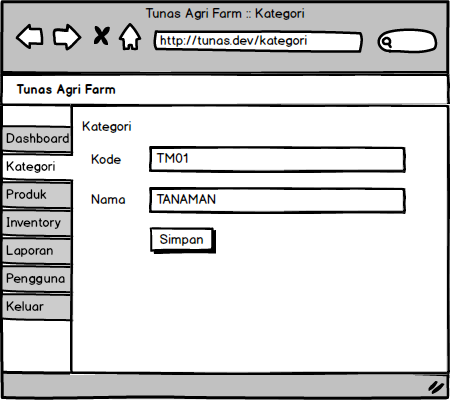 Tunas Agri Farm :: Kategori
http://tunas.dev/kategori
Tunas Agri Farm
Dashboard
Kategori
Produk
Inventory
Laporan
Pengguna
Keluar
Kategori
Kode TM01
Nama TANAMAN
Simpan